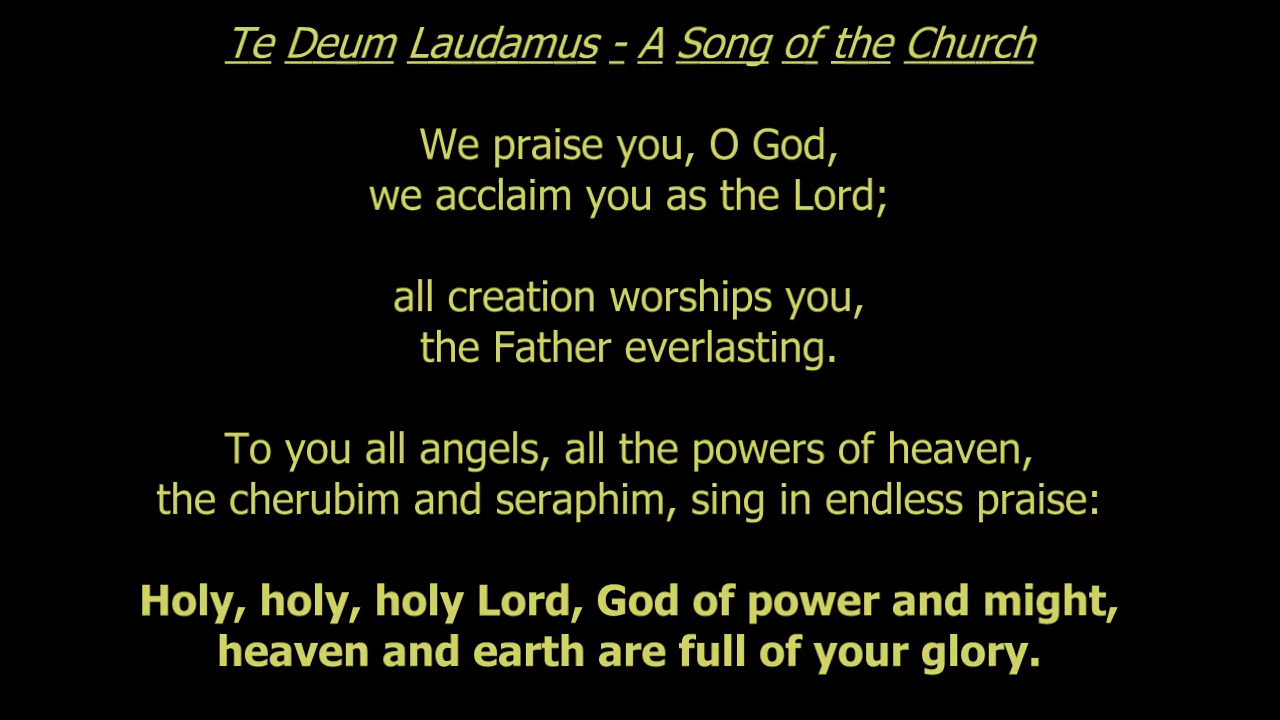 Te Deum Laudamus - A Song of the Church
We praise you, O God,
we acclaim you as the Lord;
all creation worships you,
the Father everlasting.
To you all angels, all the powers of heaven,
the cherubim and seraphim, sing in endless praise:
Holy, holy, holy Lord, God of power and might,
heaven and earth are full of your glory.